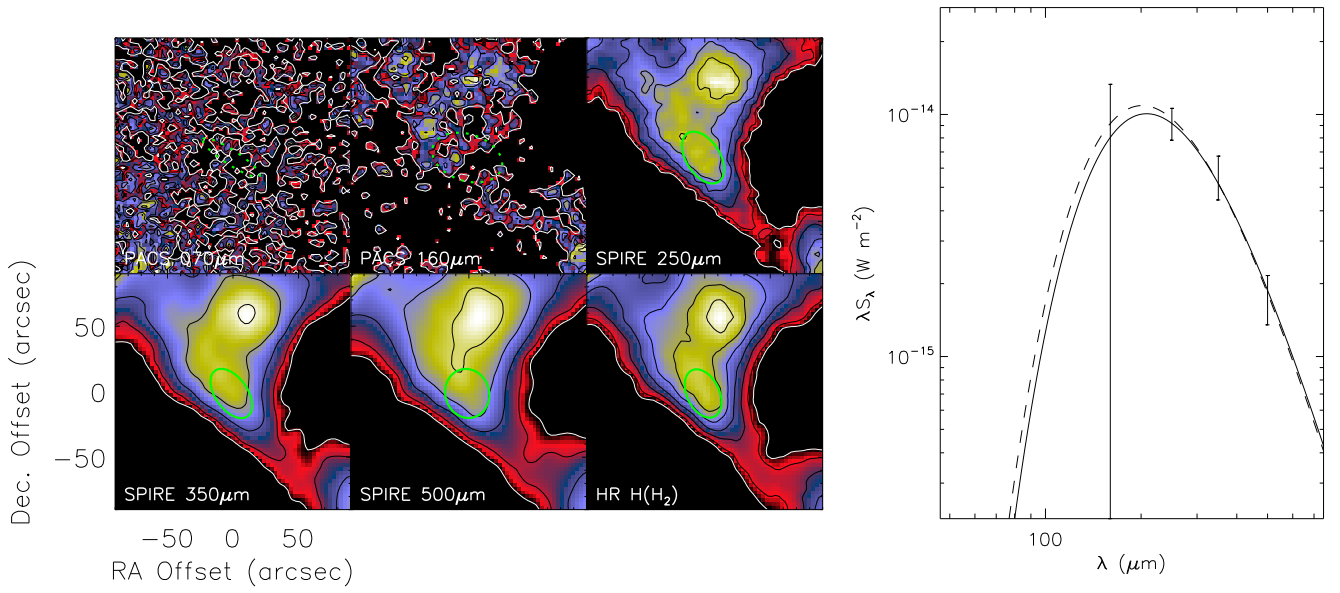 PACS 070μm
PACS 160μm
SPIRE 250μm
SPIRE 350μm
SPIRE 500μm
HR H(H₂)
Dec. Offset (arcsec)
50
0
−50
−50 0 50
RA Offset (arcsec)
10⁻¹⁴
10⁻¹⁵
λS_λ (W m⁻²)
100
λ (μm)